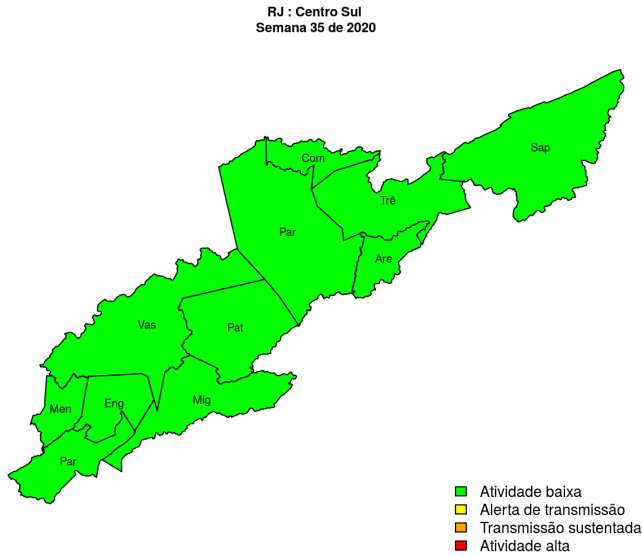 RJ : Centro Sul
Semana 35 de 2020
Sap
Com
Trê
Par
Are
Vas
Pat
Men
Eng
Mig
Par
Atividade baixa
Alerta de transmissão
Transmissão sustentada
Atividade alta